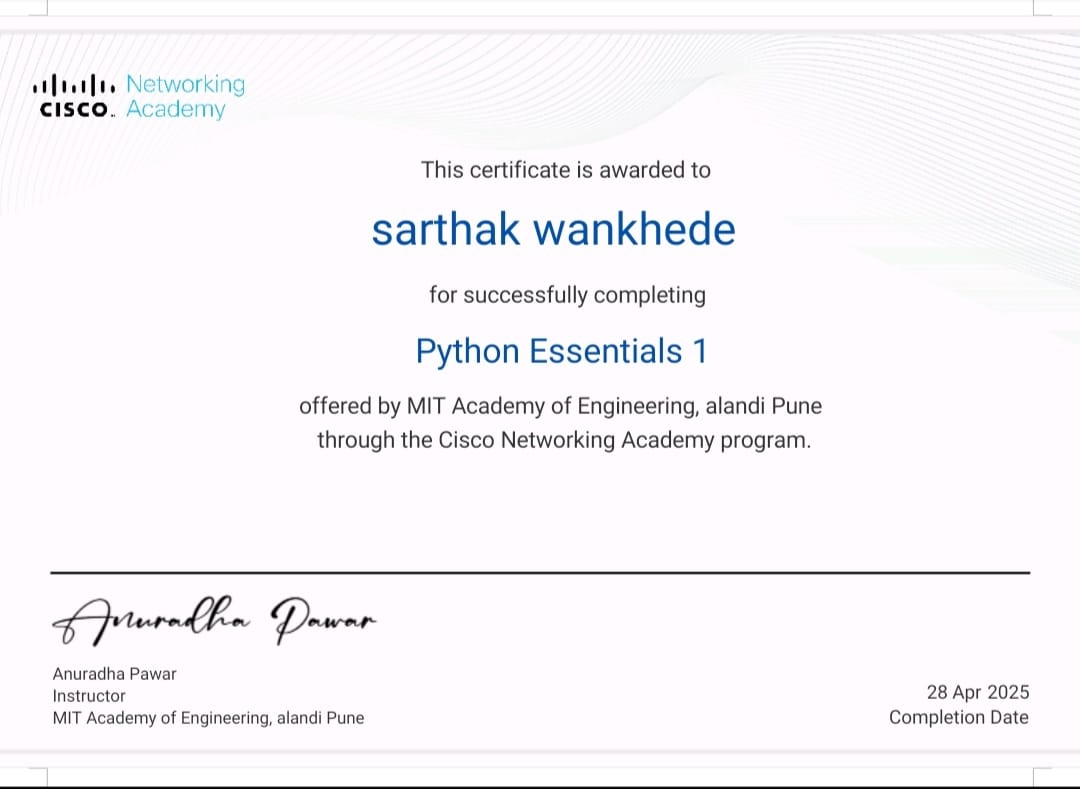 Networking
CISCO. Academy
This certificate is awarded to
sarthak wankhede
for successfully completing
Python Essentials 1
offered by MIT Academy of Engineering, alandi Pune
through the Cisco Networking Academy program.
Anuradha Pawar
Anuradha Pawar
Instructor
MIT Academy of Engineering, alandi Pune
28 Apr 2025
Completion Date